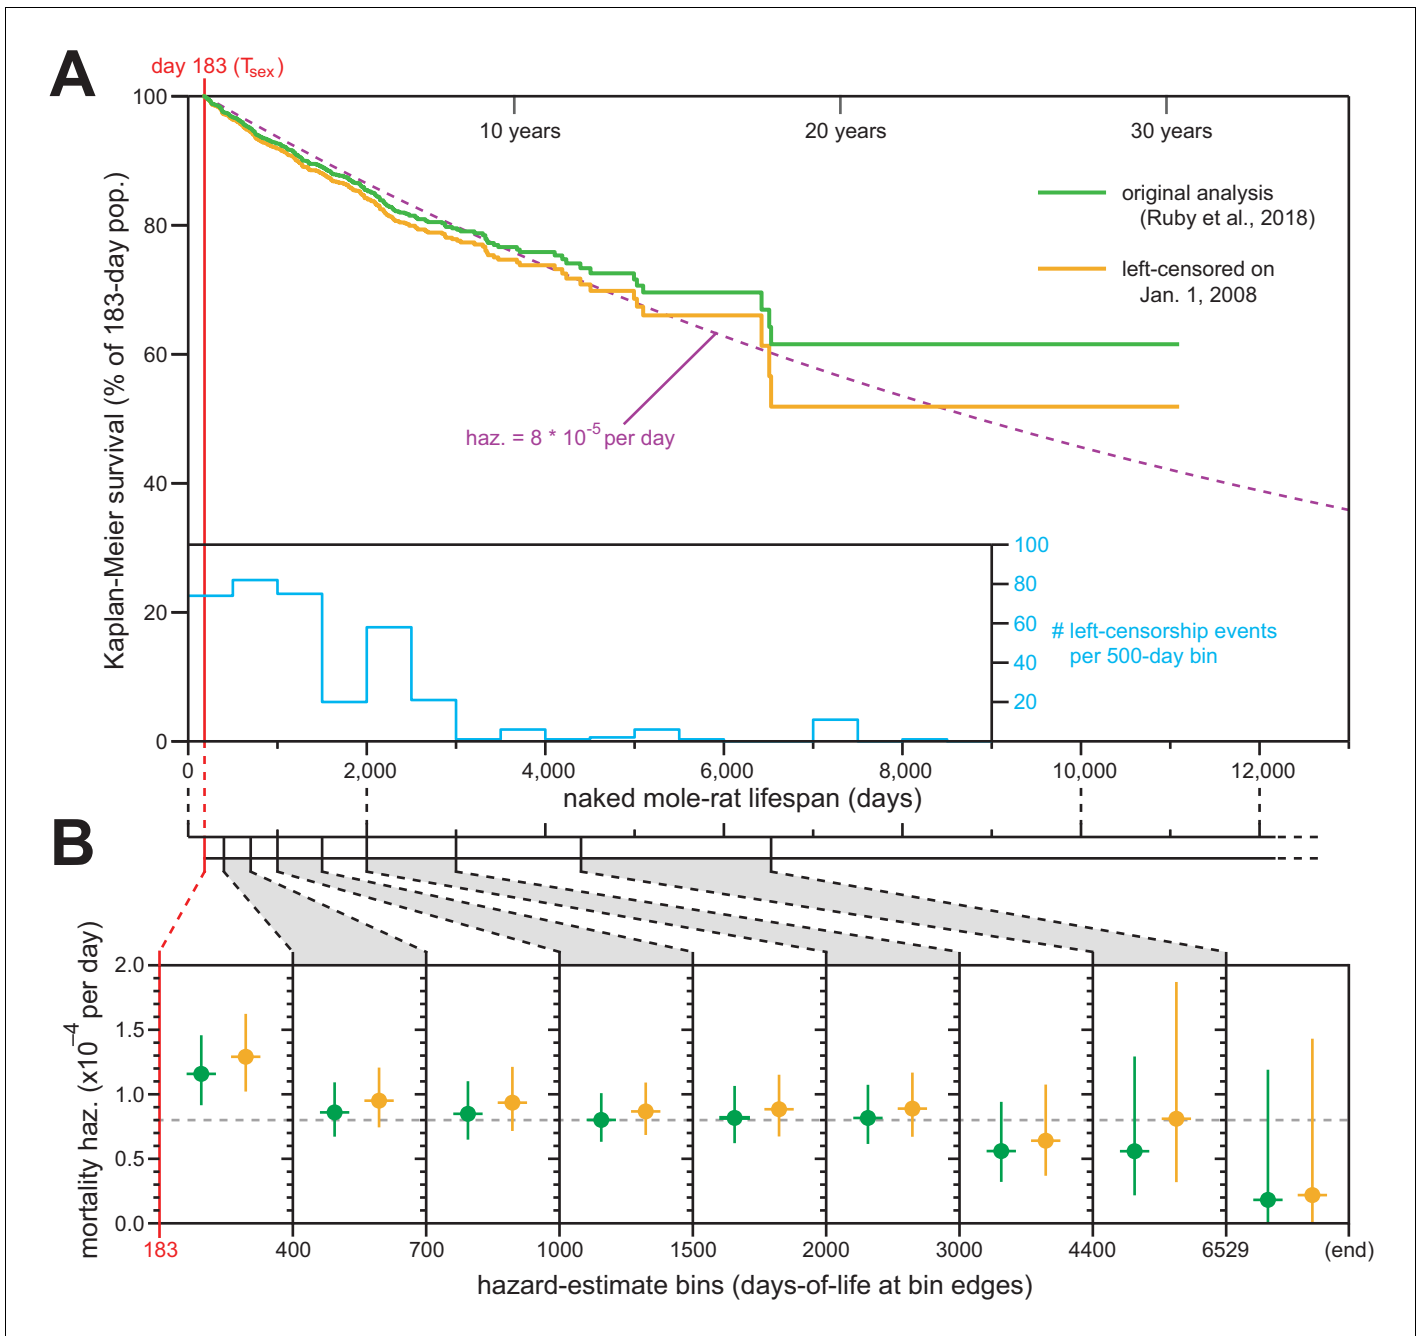 A
day 183 (Tsex)
100
80
60
40
20
0
Kaplan-Meier survival (% of 183-day pop.)
10 years
20 years
30 years
original analysis
(Ruby et al., 2018)
left-censored on
Jan. 1, 2008
haz. = 8 * 10-5 per day
100
80
60
40
20
# left-censorship events
per 500-day bin
0
2,000
4,000
6,000
8,000
10,000
12,000
naked mole-rat lifespan (days)
B
mortality haz. (x10–4 per day)
2.0
1.5
1.0
0.5
0.0
183
400
700
1000
1500
2000
3000
4400
6529
(end)
hazard-estimate bins (days-of-life at bin edges)